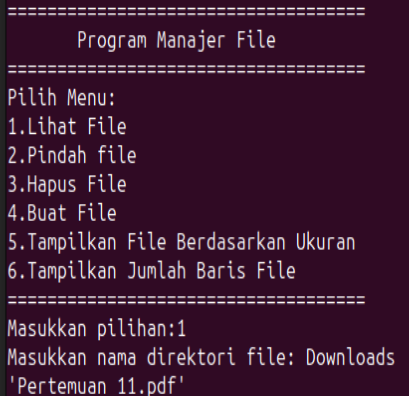 ====================================
Program Manajer File
====================================
Pilih Menu:
1.Lihat File
2.Pindah file
3.Hapus File
4.Buat File
5.Tampilkan File Berdasarkan Ukuran
6.Tampilkan Jumlah Baris File
====================================
Masukkan pilihan:1
Masukkan nama direktori file: Downloads
'Pertemuan 11.pdf'